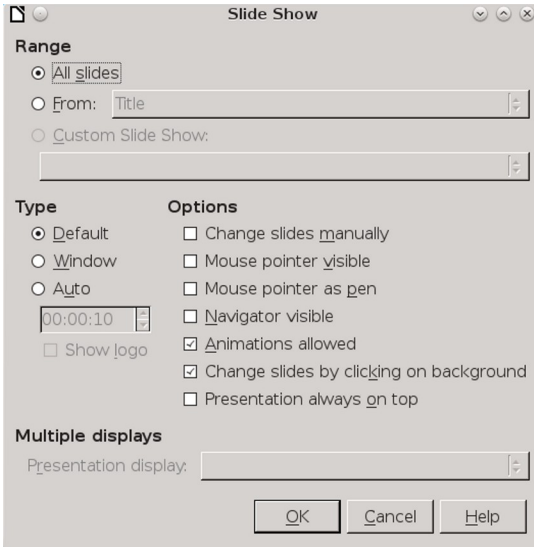 Slide Show
Range
All slides
From: Title
Custom Slide Show:
Type
Default
Window
Auto
00:00:10
Show logo
Options
Change slides manually
Mouse pointer visible
Mouse pointer as pen
Navigator visible
Animations allowed
Change slides by clicking on background
Presentation always on top
Multiple displays
Presentation display:
OK Cancel Help